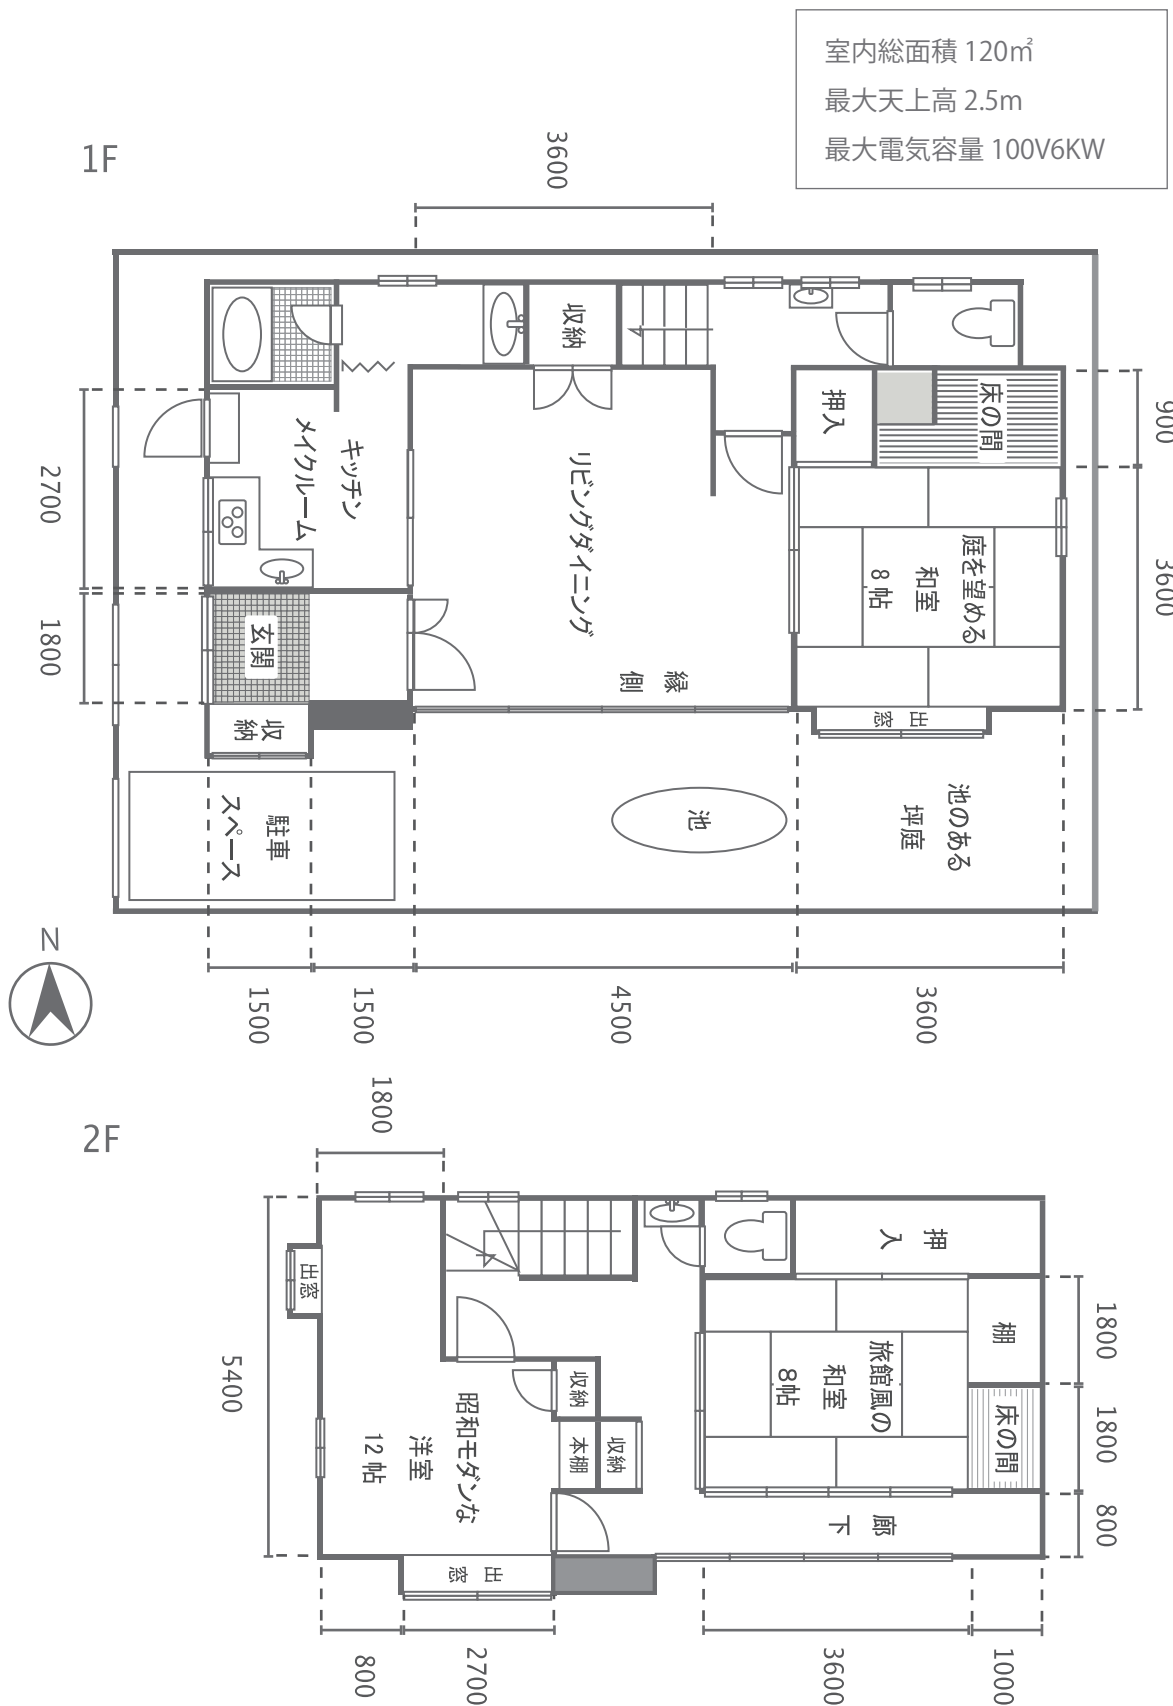 室内総面積 120㎡
最大天上高 2.5m
最大電気容量 100V6KW
1F
3600
収納
押入
床の間
900
キッチン
メイクルーム
リビングダイニング
庭を望める
和室
8 帖
3600
2700
1800
玄関
収納
縁側
出窓
駐車
スペース
池
池のある
坪庭
N
1500
1500
4500
3600
2F
1800
押入
出窓
棚
1800
5400
収納
旅館風の
和室
8帖
昭和モダンな
洋室
12 帖
本棚
収納
床の間
1800
廊下
800
出窓
800
2700
3600
1000